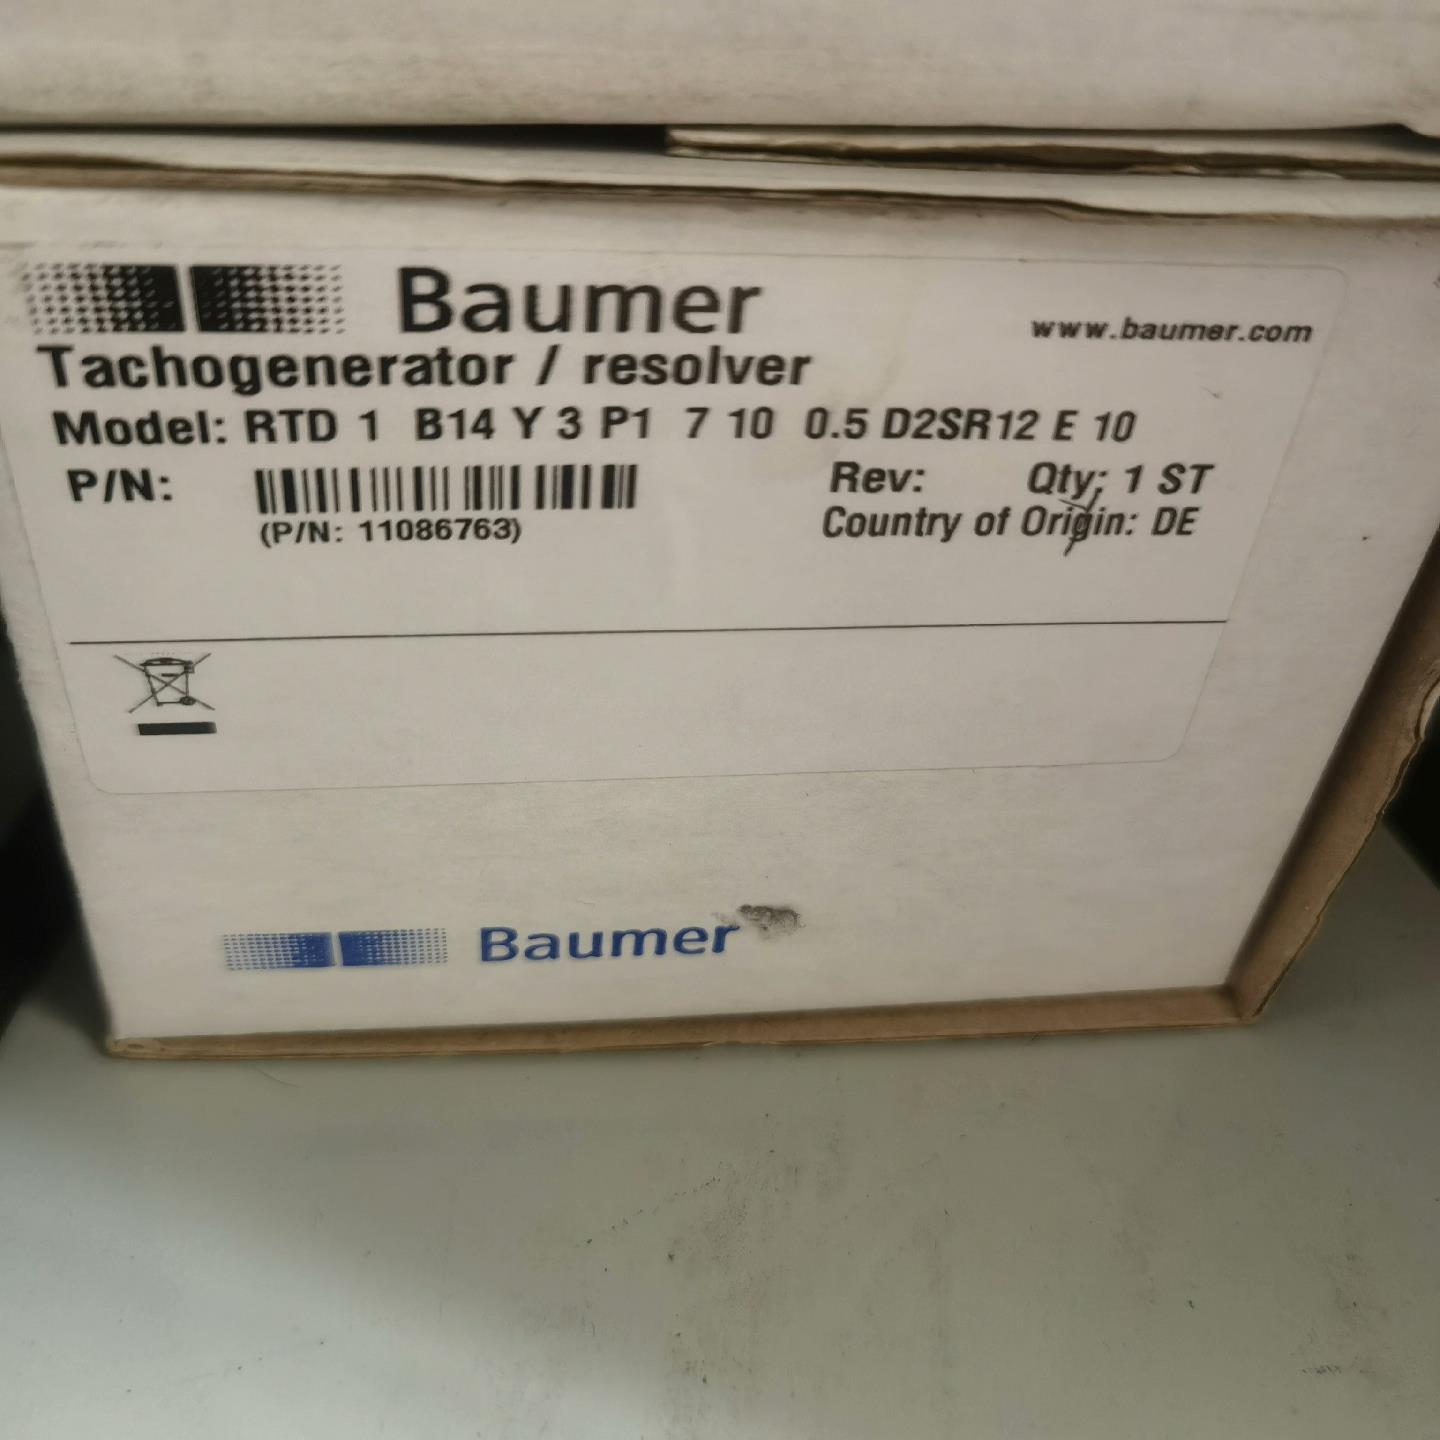 Baumer
www.baumer.com
Tachogenerator / resolver
Model: RTD 1 B14 Y 3 P1 7 10 0.5 D2SR12 E 10
P/N: Rev: Qty: 1 ST
(P/N: 11086763) Country of Origin: DE
Baumer